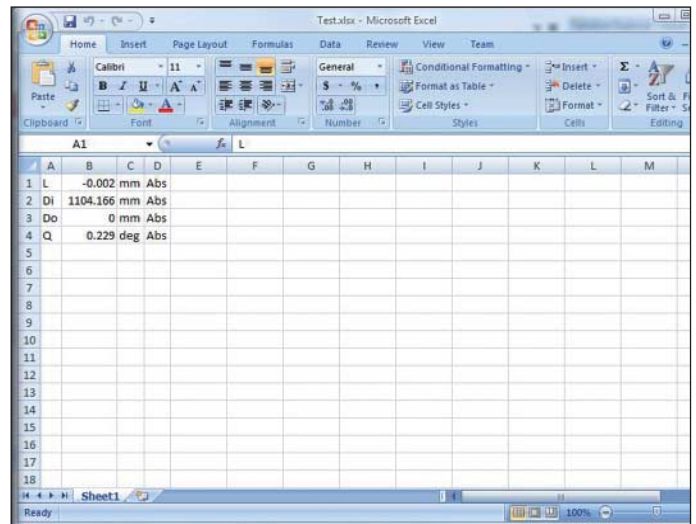 Test.xlsx - Microsoft Excel
Home Insert Page Layout Formulas Data Review View Team
Paste
Calibri 11
B I U A A
General
$ % ,
.0 .00
Conditional Formatting
Format as Table
Cell Styles
Insert
Delete
Format
Σ
Sort &
Filter
Clipboard Font Alignment Number Styles Cells Editing
A1 fx L
A B C D E F G H I J K L M
1 L -0.002 mm Abs
2 Di 1104.166 mm Abs
3 Do 0 mm Abs
4 Q 0.229 deg Abs
5
6
7
8
9
10
11
12
13
14
15
16
17
18
Sheet1
Ready 100%